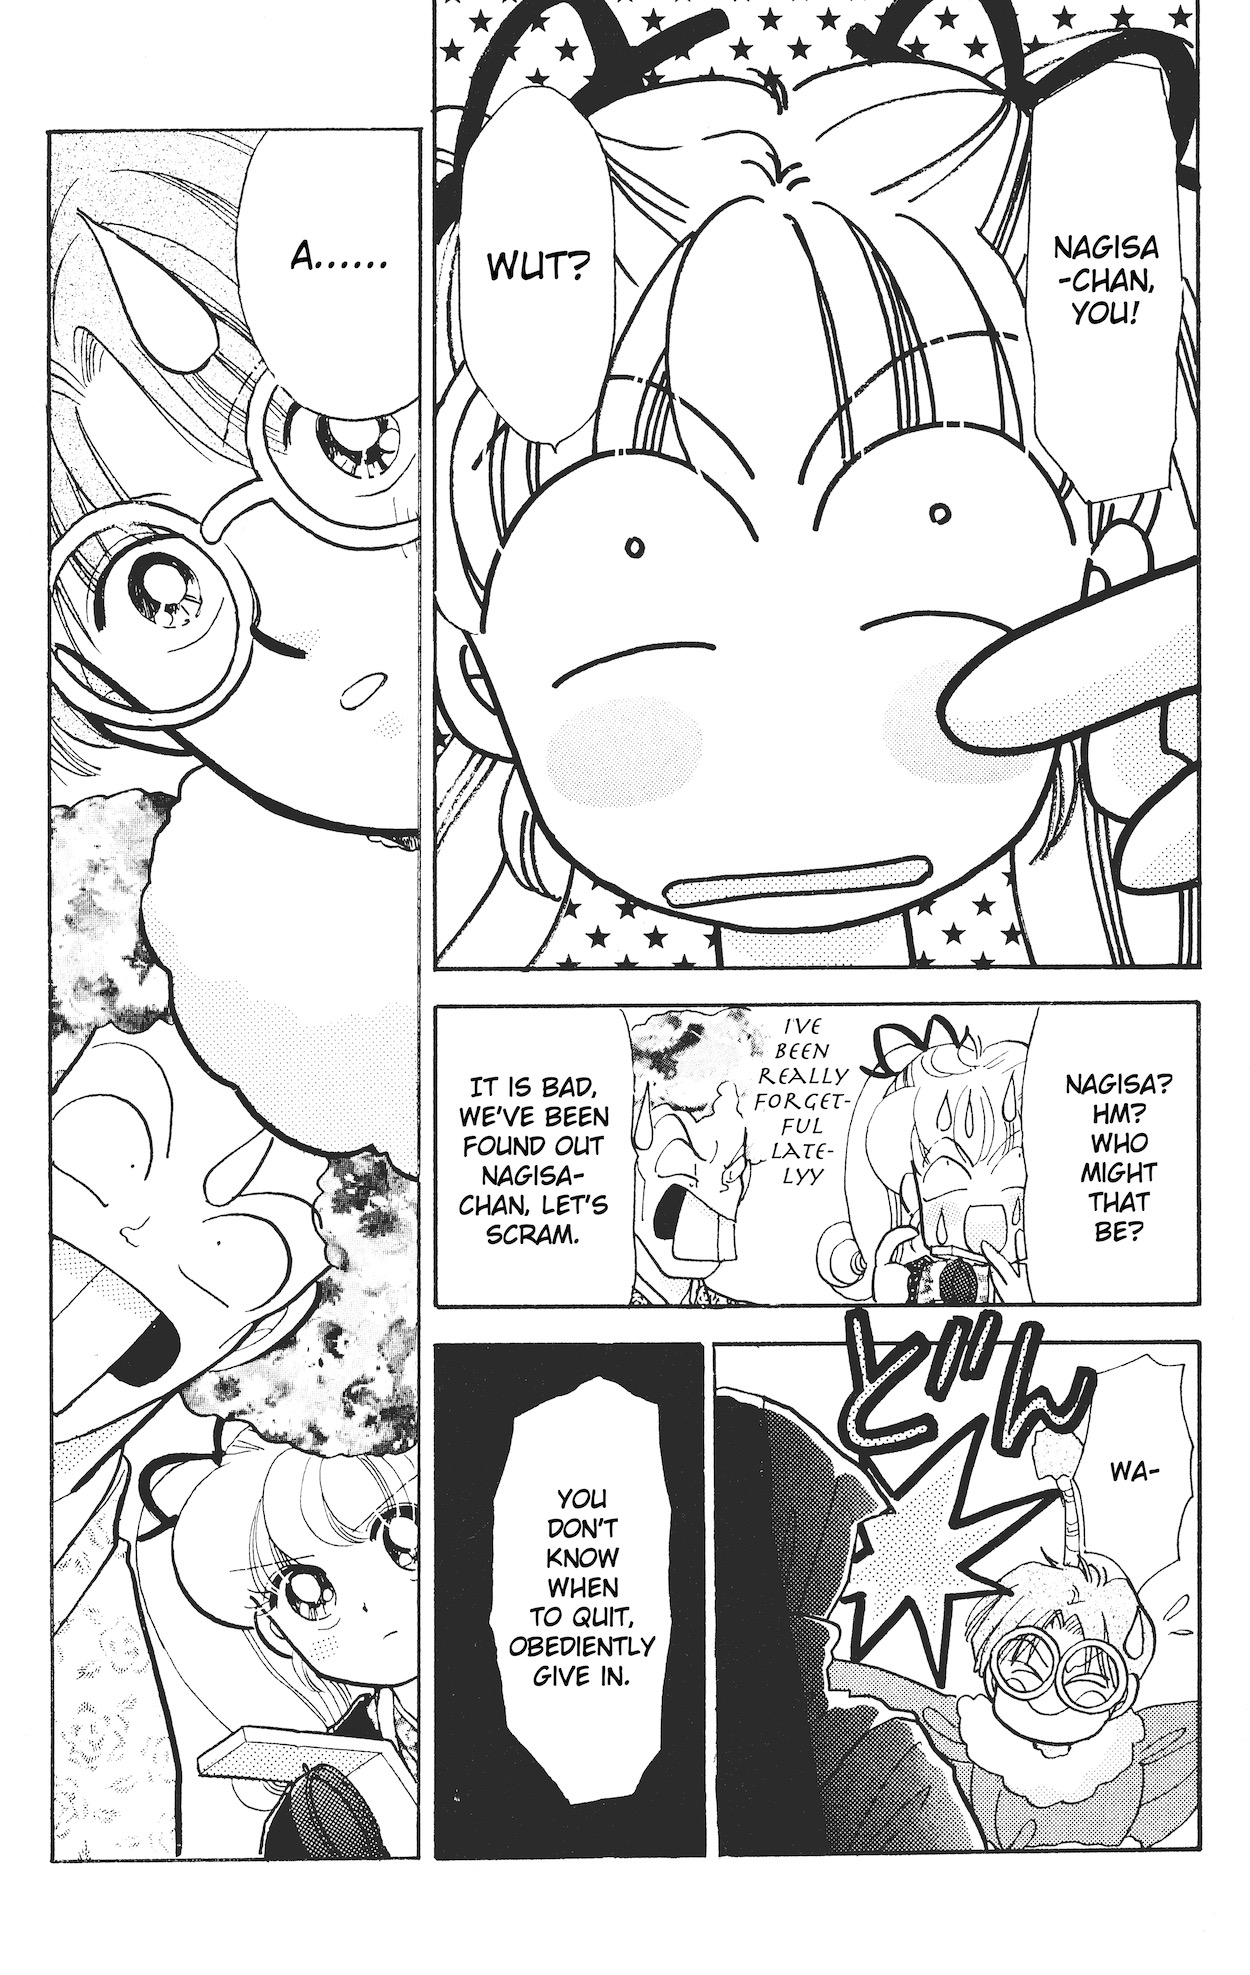 NAGISA
-CHAN,
YOU!
WUT?
NAGISA?
HM?
WHO
MIGHT
THAT
BE?
I'VE
BEEN
REALLY
FORGET-
FUL
LATE-
LYY
IT IS BAD,
WE'VE BEEN
FOUND OUT
NAGISA-
CHAN, LET'S
SCRAM.
WA-
どん
YOU
DON'T
KNOW
WHEN
TO QUIT,
OBEDIENTLY
GIVE IN.
A......